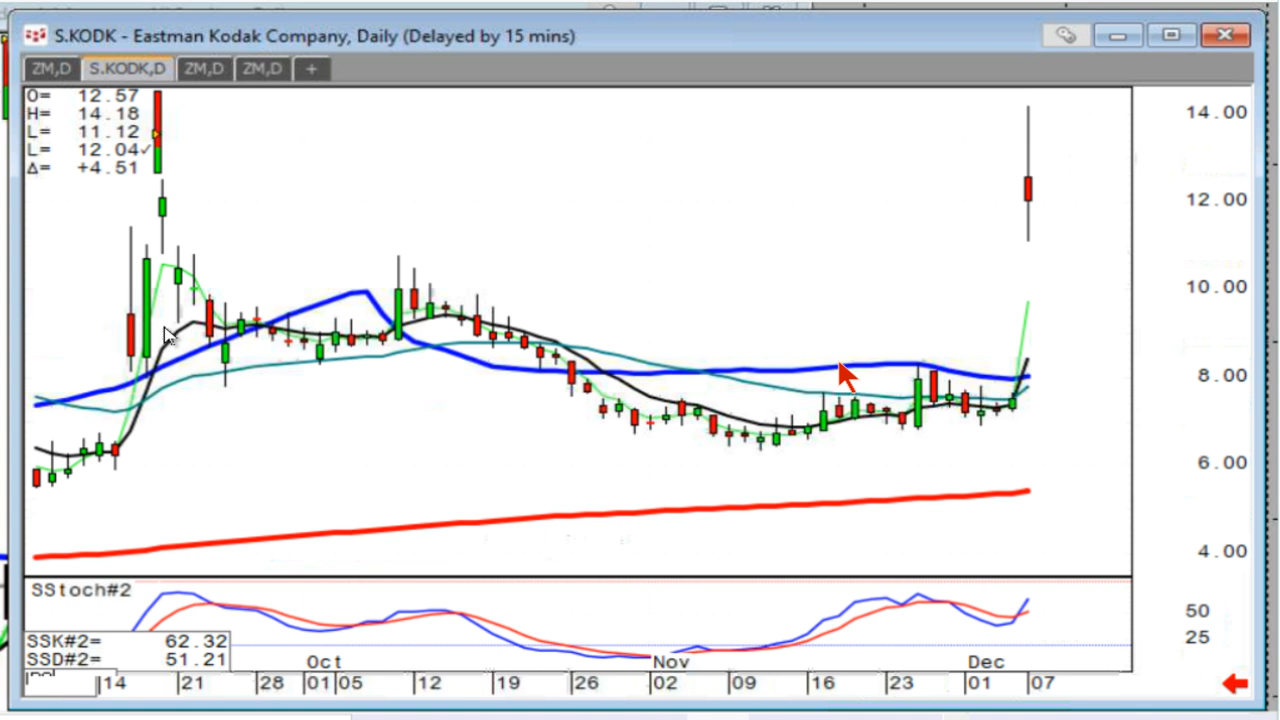 S.KODK - Eastman Kodak Company, Daily (Delayed by 15 mins)
ZM,D S.KODK,D ZM,D ZM,D +
O= 12.57
H= 14.18
L= 11.12
L= 12.04✓
Δ= +4.51
14.00
12.00
10.00
8.00
6.00
4.00
SStoch#2
50
25
SSK#2= 62.32
SSD#2= 51.21
Oct Nov Dec
14 21 28 01 05 12 19 26 02 09 16 23 01 07